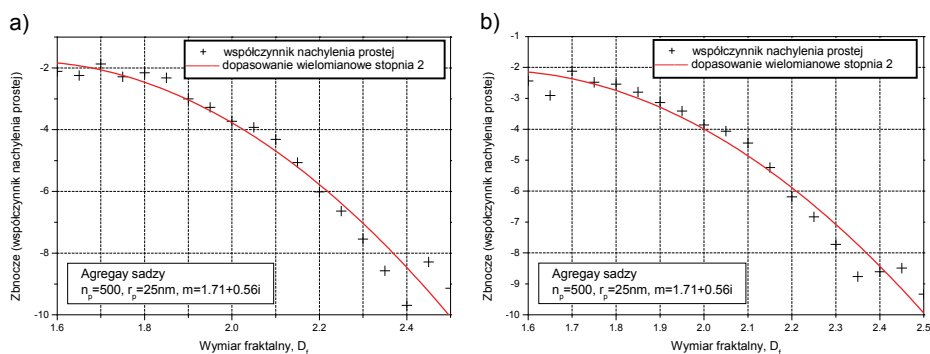 a)
współczynnik nachylenia prostej
dopasowanie wielomianowe stopnia 2
Zbnocze (współczynnik nachylenia prostej)
-2
-4
-6
-8
-10
Agregay sadzy
n_p=500, r_p=25nm, m=1.71+0.56i
1.6 1.8 2.0 2.2 2.4
Wymiar fraktalny, D_f
b)
współczynnik nachylenia prostej
dopasowanie wielomianowe stopnia 2
Zbnocze (współczynnik nachylenia prostej)
-1
-2
-3
-4
-5
-6
-7
-8
-9
-10
Agregay sadzy
n_p=500, r_p=25nm, m=1.71+0.56i
1.6 1.7 1.8 1.9 2.0 2.1 2.2 2.3 2.4 2.5
Wymiar fraktalny, D_f